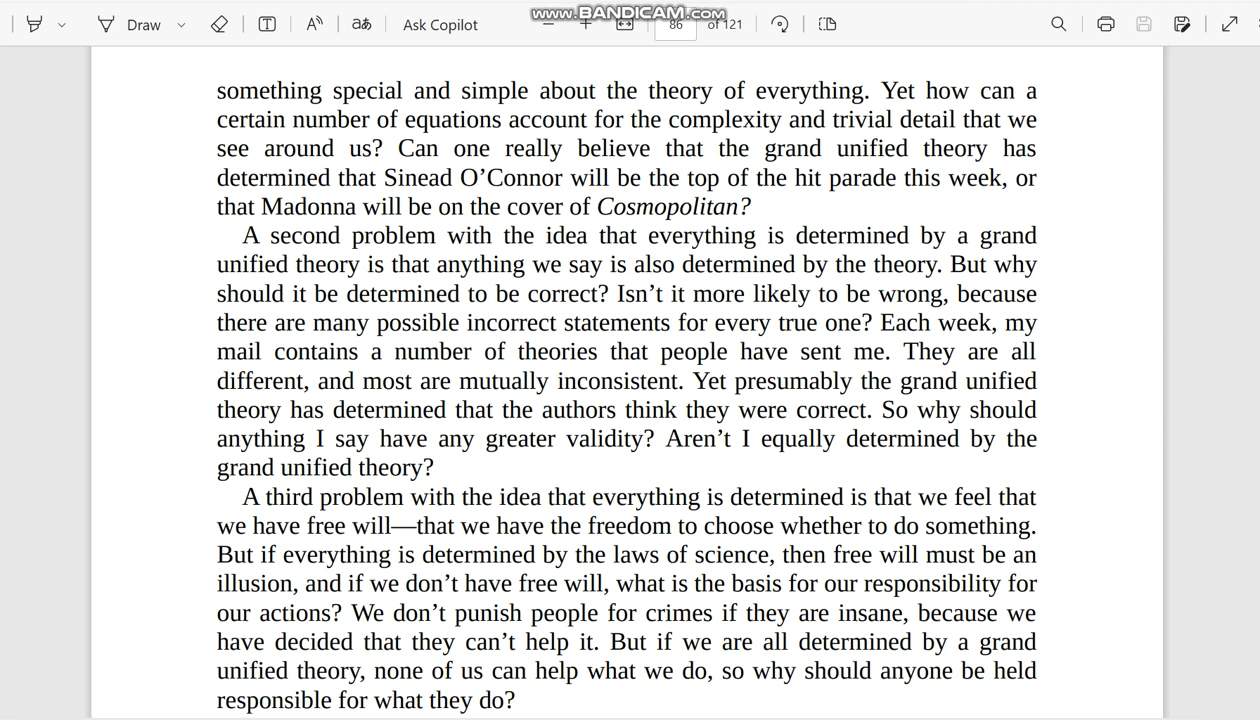 www.BANDICAM.com
Draw
Ask Copilot
86 of 121
something special and simple about the theory of everything. Yet how can a
certain number of equations account for the complexity and trivial detail that we
see around us? Can one really believe that the grand unified theory has
determined that Sinead O’Connor will be the top of the hit parade this week, or
that Madonna will be on the cover of Cosmopolitan?
A second problem with the idea that everything is determined by a grand
unified theory is that anything we say is also determined by the theory. But why
should it be determined to be correct? Isn’t it more likely to be wrong, because
there are many possible incorrect statements for every true one? Each week, my
mail contains a number of theories that people have sent me. They are all
different, and most are mutually inconsistent. Yet presumably the grand unified
theory has determined that the authors think they were correct. So why should
anything I say have any greater validity? Aren’t I equally determined by the
grand unified theory?
A third problem with the idea that everything is determined is that we feel that
we have free will—that we have the freedom to choose whether to do something.
But if everything is determined by the laws of science, then free will must be an
illusion, and if we don’t have free will, what is the basis for our responsibility for
our actions? We don’t punish people for crimes if they are insane, because we
have decided that they can’t help it. But if we are all determined by a grand
unified theory, none of us can help what we do, so why should anyone be held
responsible for what they do?